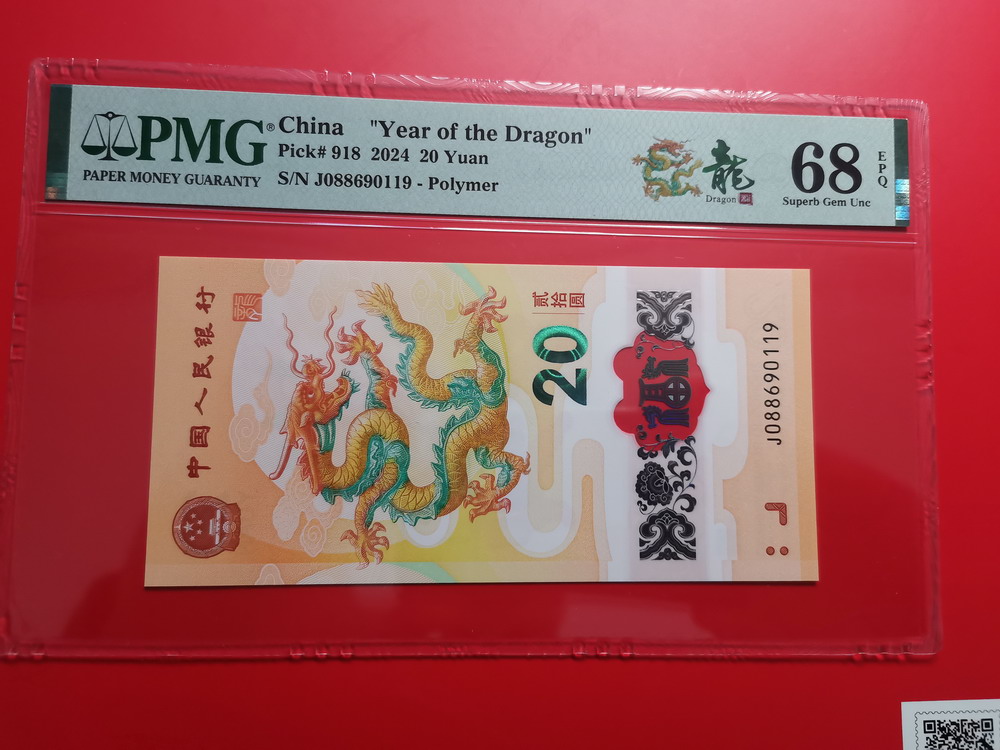 PMG®
PAPER MONEY GUARANTY
China "Year of the Dragon"
Pick# 918 2024 20 Yuan
S/N J088690119 - Polymer
龍
Dragon
68
EPQ
Superb Gem Unc
中国人民银行
贰拾圆
20
J088690119